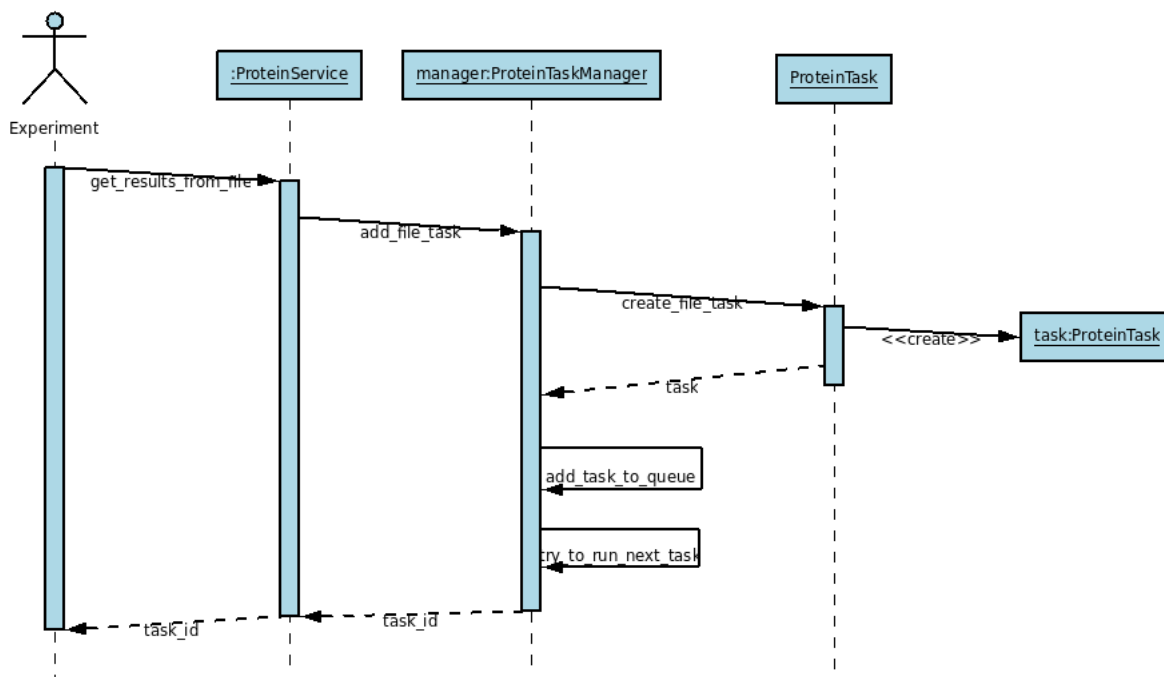 :ProteinService
manager:ProteinTaskManager
ProteinTask
Experiment
get_results_from_file
add_file_task
create_file_task
<<create>>
task:ProteinTask
task
add_task_to_queue
try_to_run_next_task
task_id
task_id